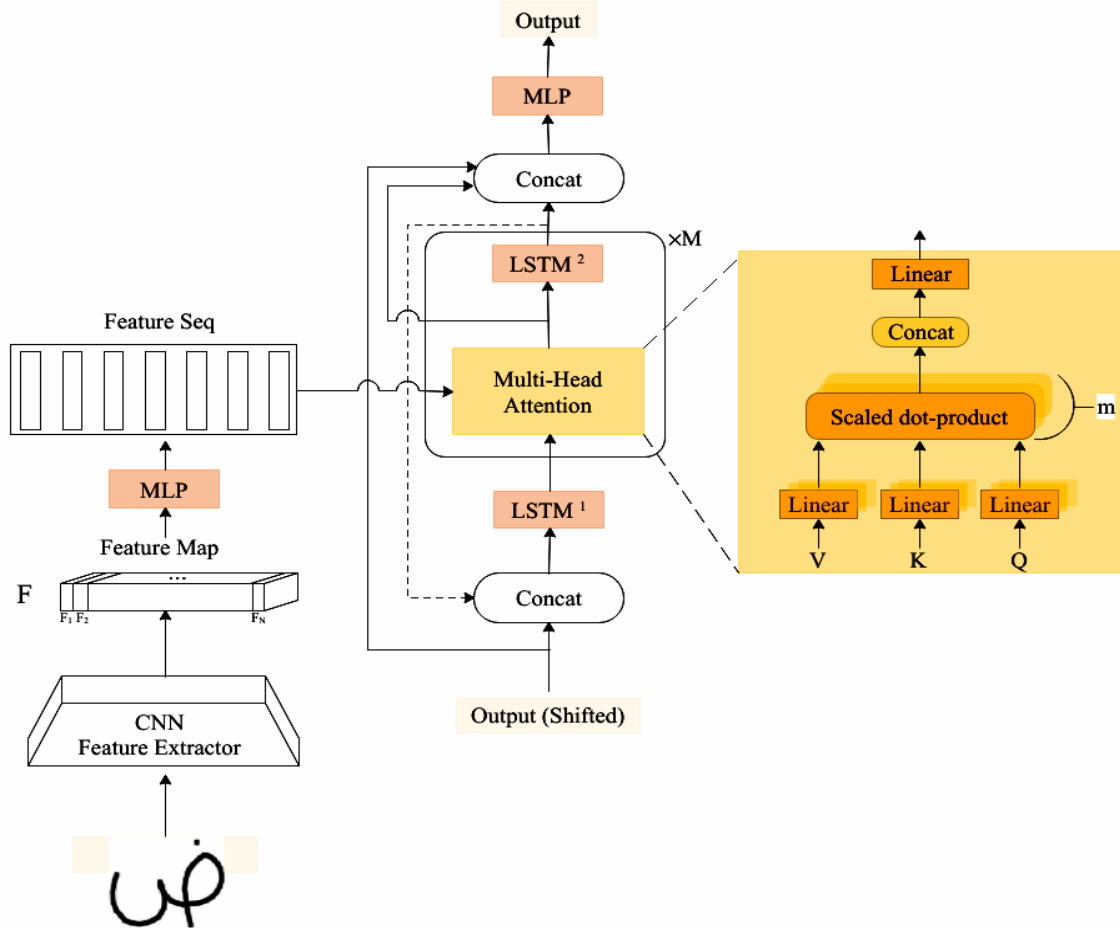 Output
MLP
Concat
×M
LSTM 2
Linear
Feature Seq
Concat
Multi-Head
Attention
Scaled dot-product
m
MLP
LSTM 1
Linear
Linear
Linear
Feature Map
V
K
Q
...
F
Concat
F1 F2
FN
Output (Shifted)
CNN
Feature Extractor